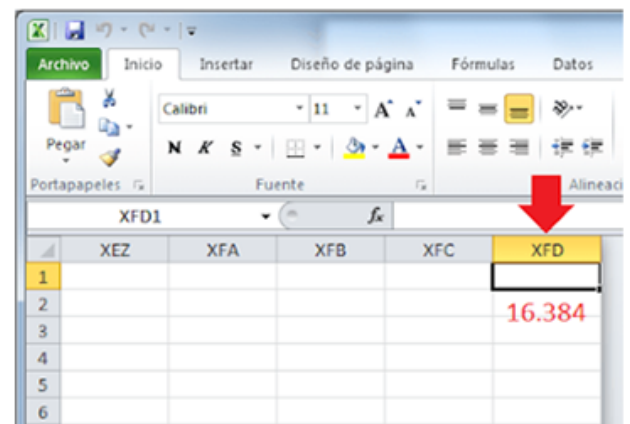 Archivo Inicio Insertar Diseño de página Fórmulas Datos
Calibri 11 A A
Pegar
N K S A
Portapapeles Fuente Alineaci
XFD1 fx
XEZ XFA XFB XFC XFD
1
2 16.384
3
4
5
6